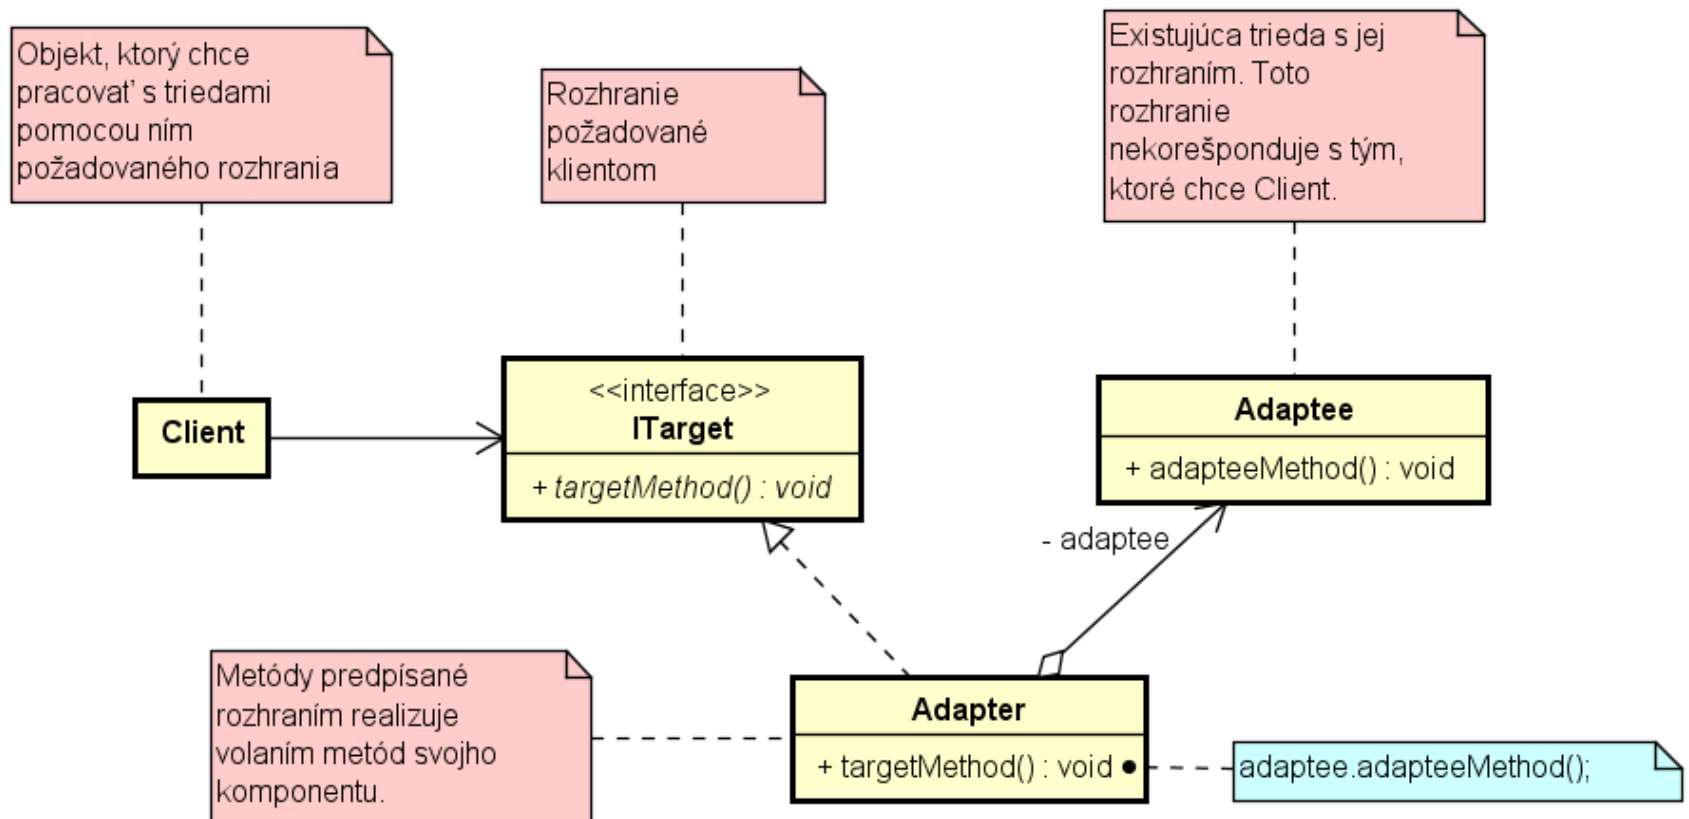 Objekt, ktorý chce
pracovať s triedami
pomocou ním
požadovaného rozhrania
Rozhranie
požadované
klientom
Existujúca trieda s jej
rozhraním. Toto
rozhranie
nekorešponduje s tým,
ktoré chce Client.
Client
<<interface>>
ITarget
+ targetMethod() : void
Adaptee
+ adapteeMethod() : void
- adaptee
Metódy predpísané
rozhraním realizuje
volaním metód svojho
komponentu.
Adapter
+ targetMethod() : void
adaptee.adapteeMethod();